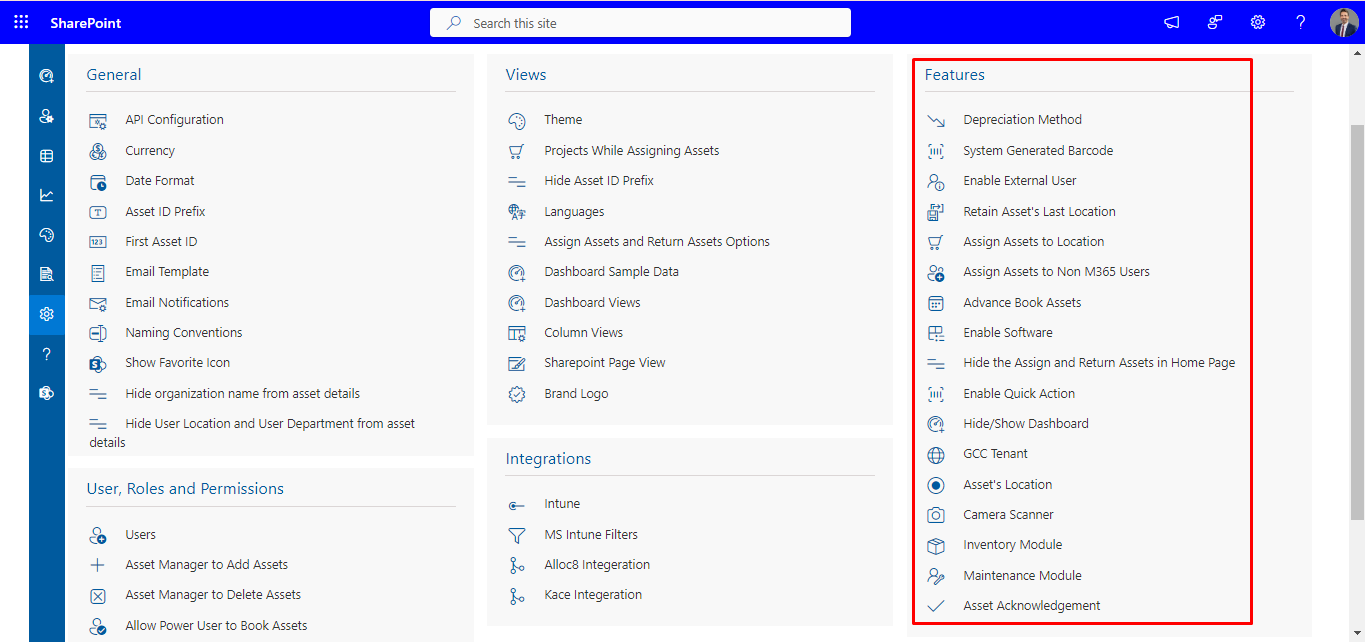 SharePoint
Search this site
General
API Configuration
Currency
Date Format
Asset ID Prefix
First Asset ID
Email Template
Email Notifications
Naming Conventions
Show Favorite Icon
Hide organization name from asset details
Hide User Location and User Department from asset
details
User, Roles and Permissions
Users
Asset Manager to Add Assets
Asset Manager to Delete Assets
Allow Power User to Book Assets
Views
Theme
Projects While Assigning Assets
Hide Asset ID Prefix
Languages
Assign Assets and Return Assets Options
Dashboard Sample Data
Dashboard Views
Column Views
Sharepoint Page View
Brand Logo
Integrations
Intune
MS Intune Filters
Alloc8 Integeration
Kace Integeration
Features
Depreciation Method
System Generated Barcode
Enable External User
Retain Asset's Last Location
Assign Assets to Location
Assign Assets to Non M365 Users
Advance Book Assets
Enable Software
Hide the Assign and Return Assets in Home Page
Enable Quick Action
Hide/Show Dashboard
GCC Tenant
Asset's Location
Camera Scanner
Inventory Module
Maintenance Module
Asset Acknowledgement